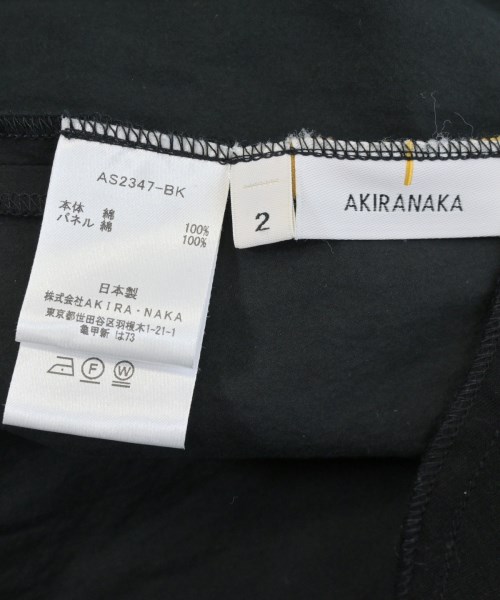 AS2347-BK
本体 綿 100%
パネル 綿 100%
日本製
株式会社AKIRA・NAKA
東京都世田谷区羽根木1-21-1
亀甲新 は73
F W
2
AKIRANAKA